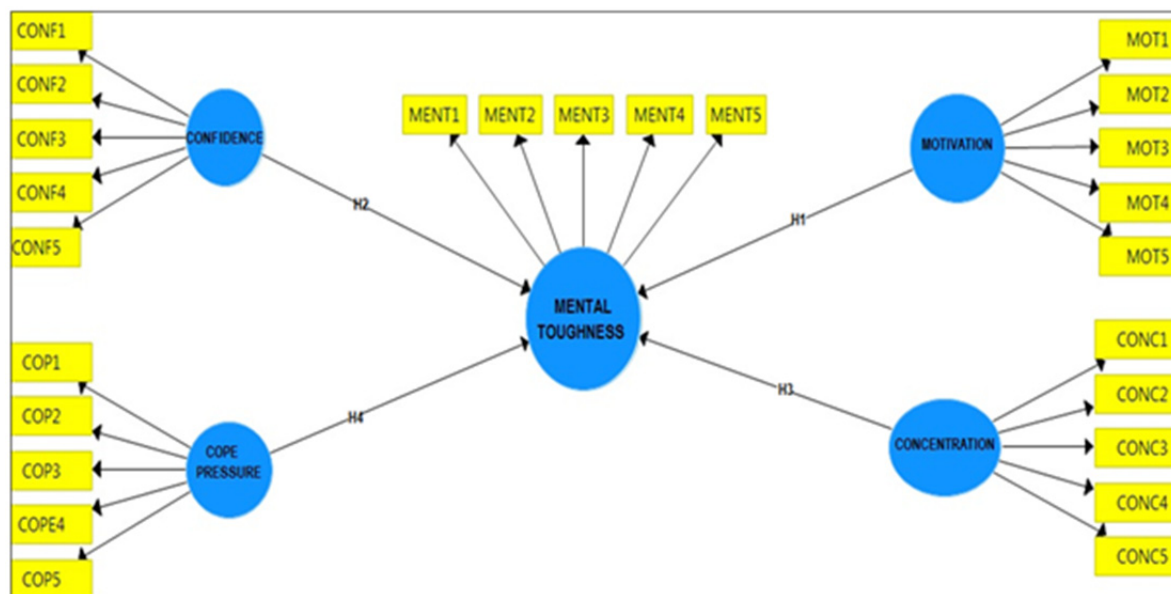 CONF1
CONF2
CONF3
CONF4
CONF5
CONFIDENCE
H2
MENT1
MENT2
MENT3
MENT4
MENT5
MENTAL
TOUGHNESS
MOTIVATION
H1
MOT1
MOT2
MOT3
MOT4
MOT5
COP1
COP2
COP3
COPE4
COP5
COPE
PRESSURE
H4
H3
CONCENTRATION
CONC1
CONC2
CONC3
CONC4
CONC5